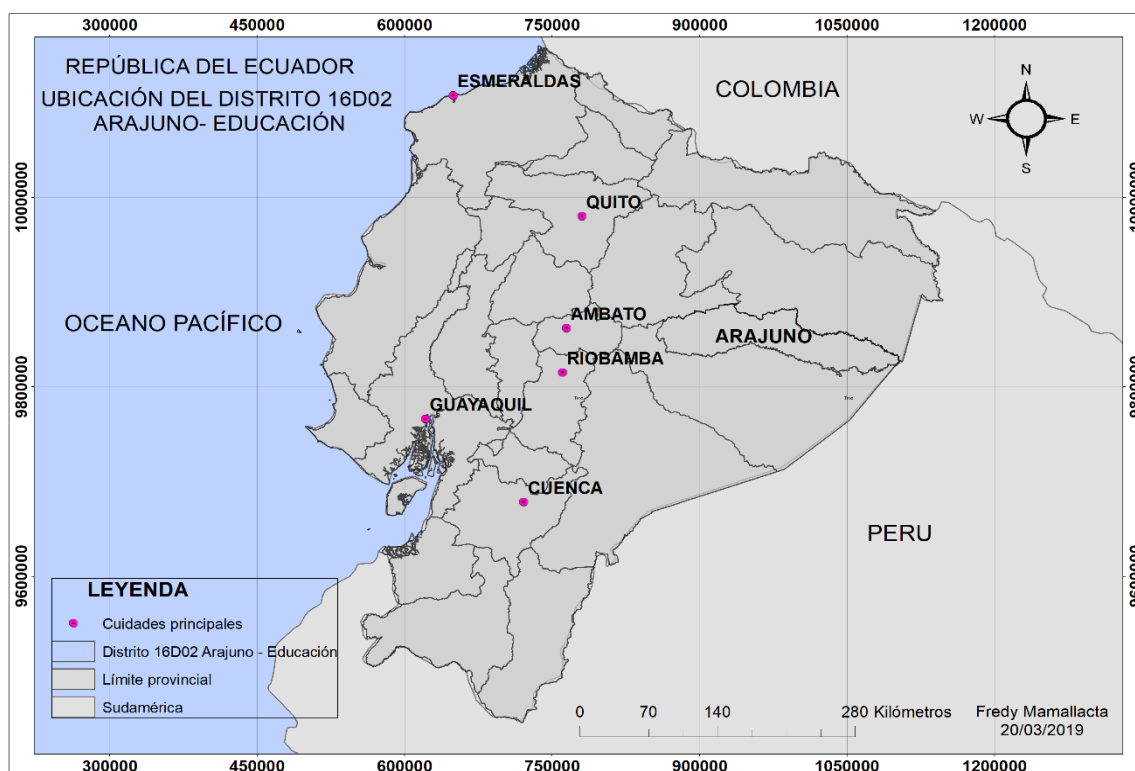 300000 450000 600000 750000 900000 1050000 1200000
REPÚBLICA DEL ECUADOR
UBICACIÓN DEL DISTRITO 16D02
ARAJUNO- EDUCACIÓN
ESMERALDAS
COLOMBIA
N
W
E
S
10000000
10000000
QUITO
OCEANO PACÍFICO
AMBATO
ARAJUNO
RIOBAMBA
9800000
9800000
GUAYAQUIL
CUENCA
PERU
9600000
9600000
LEYENDA
Cuidades principales
Distrito 16D02 Arajuno - Educación
Límite provincial
Sudamérica
0 70 140 280 Kilómetros
Fredy Mamallacta
20/03/2019
300000 450000 600000 750000 900000 1050000 1200000